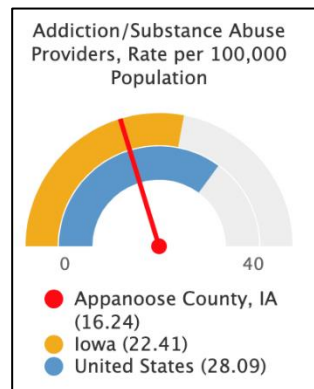 Addiction/Substance Abuse
Providers, Rate per 100,000
Population
0
40
Appanoose County, IA
(16.24)
Iowa (22.41)
United States (28.09)